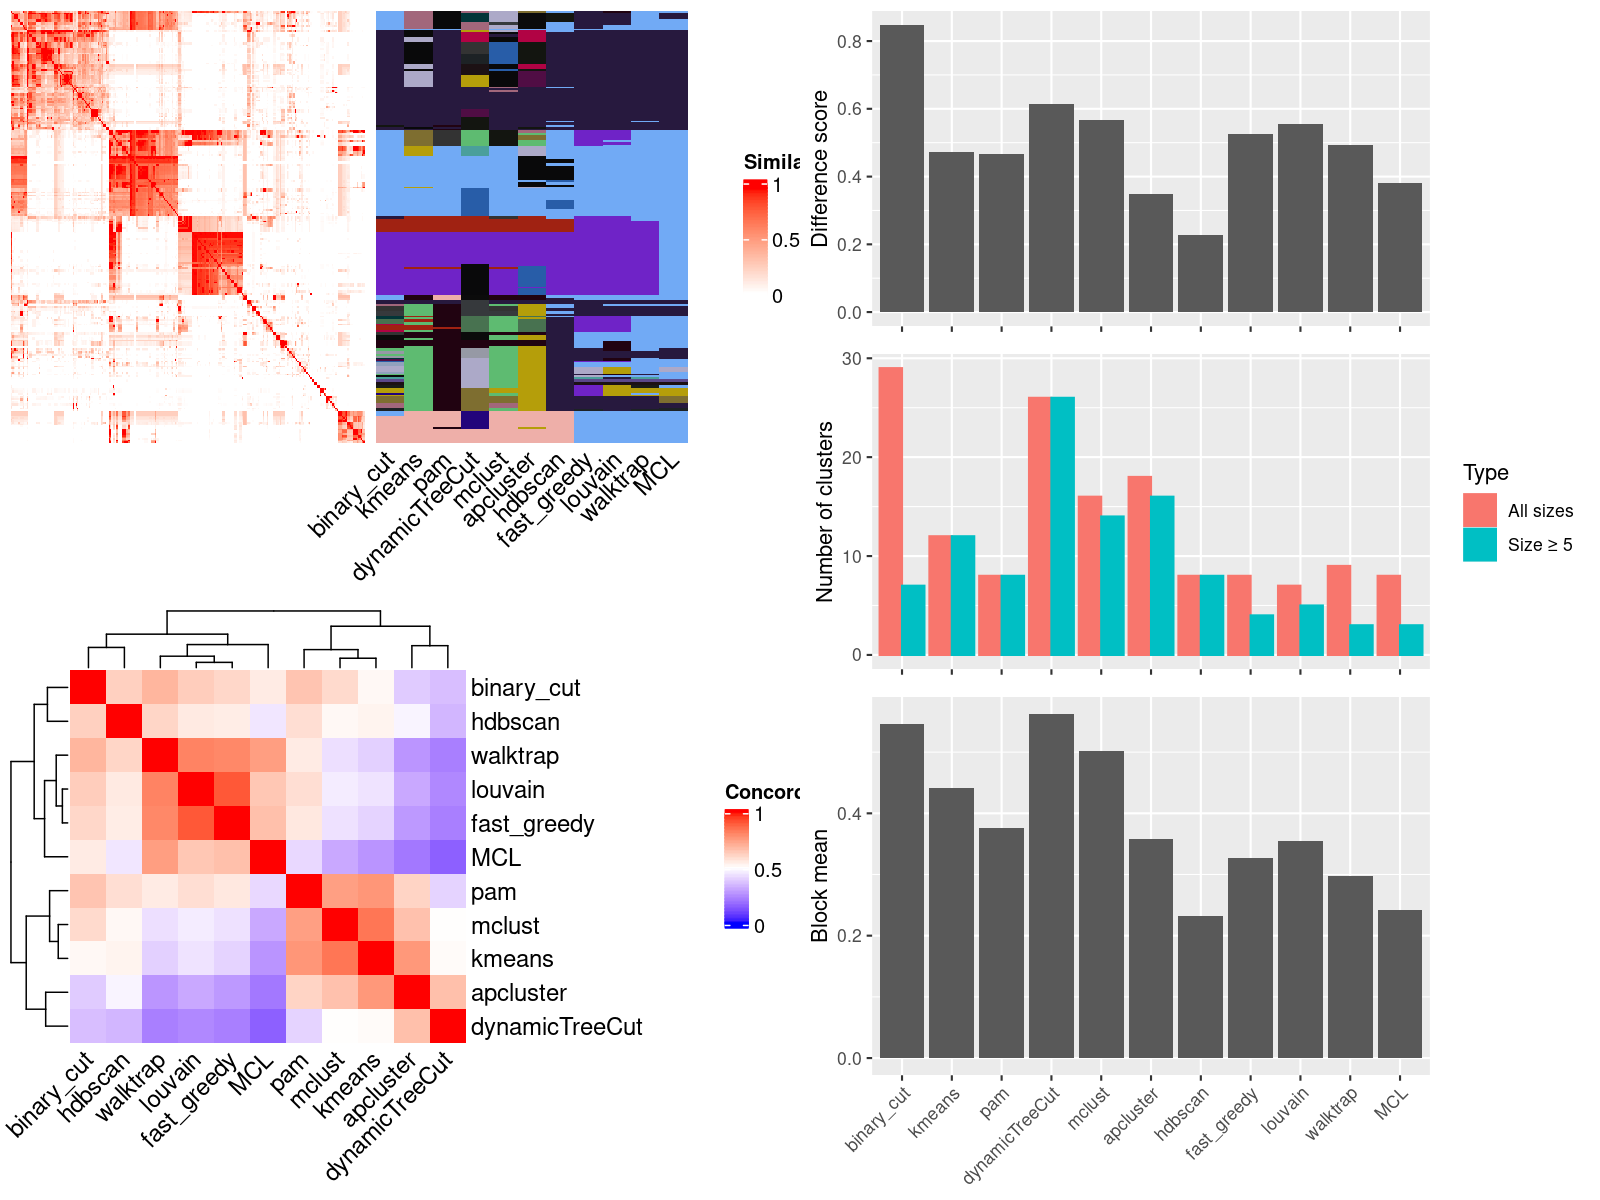 Simila
1
0.5
0
binary_cut
kmeans
pam
dynamicTreeCut
mclust
apcluster
hdbscan
fast_greedy
louvain
walktrap
MCL
binary_cut
hdbscan
walktrap
louvain
fast_greedy
MCL
pam
mclust
kmeans
apcluster
dynamicTreeCut
binary_cut
hdbscan
walktrap
louvain
fast_greedy
MCL
pam
mclust
kmeans
apcluster
dynamicTreeCut
Concord
1
0.5
0
Difference score
0.8
0.6
0.4
0.2
0.0
Number of clusters
30
20
10
0
Type
All sizes
Size ≥ 5
Block mean
0.4
0.2
0.0
binary_cut
kmeans
pam
dynamicTreeCut
mclust
apcluster
hdbscan
fast_greedy
louvain
walktrap
MCL